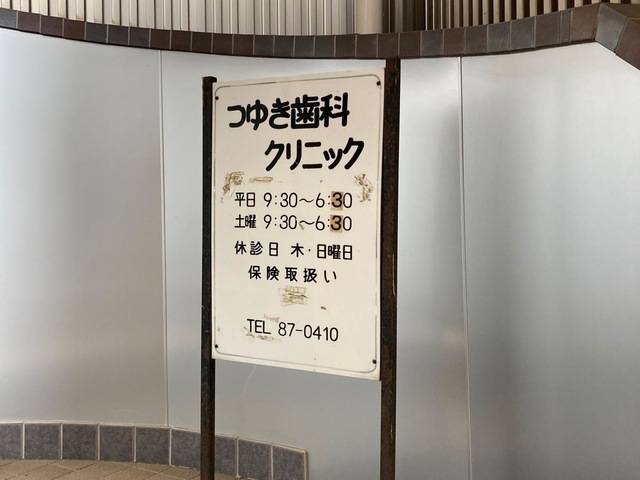 つゆき歯科
クリニック
平日 9:30～6:30
土曜 9:30～6:30
休診日 木・日曜日
保険取扱い
TEL 87-0410